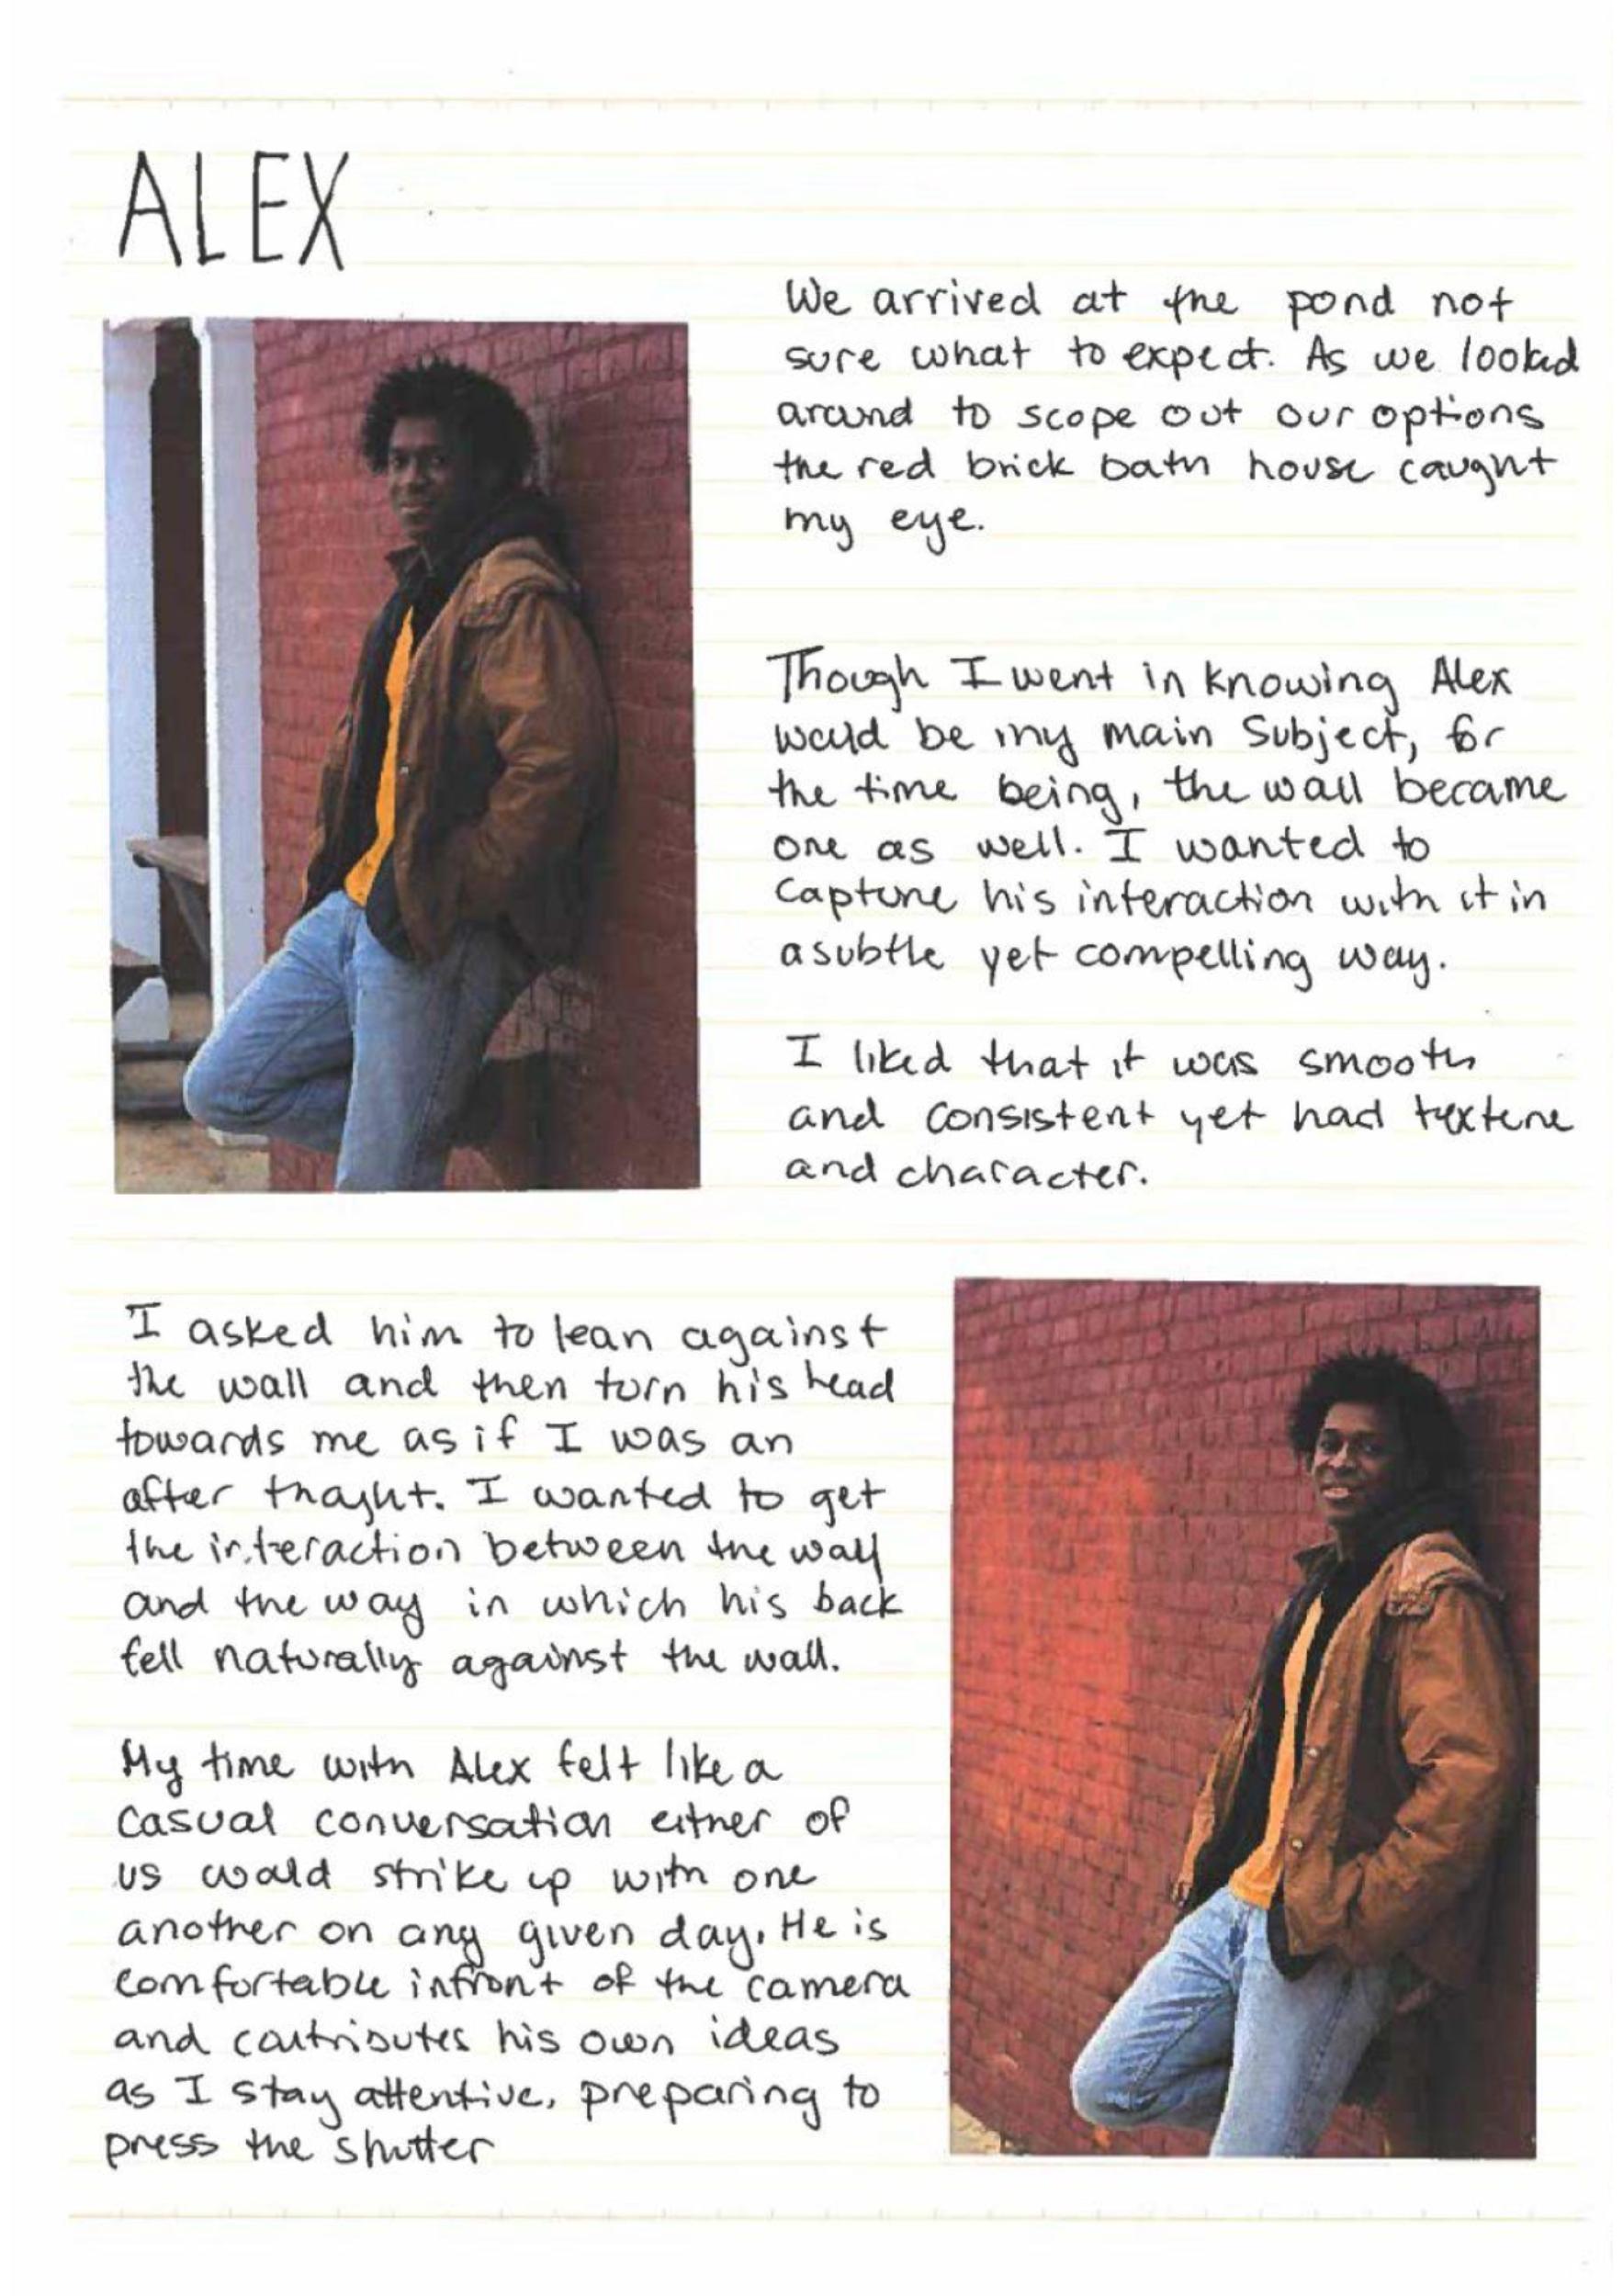 ALEX
We arrived at the pond not
sure what to expect. As we looked
around to scope out our options
the red brick bath house caught
my eye.
Though I went in knowing Alex
would be my main Subject, for
the time being, the wall became
one as well. I wanted to
capture his interaction with it in
a subtle yet compelling way.
I liked that it was smooth
and consistent yet had texture
and character.
I asked him to lean against
the wall and then turn his head
towards me as if I was an
after thought. I wanted to get
the interaction between the wall
and the way in which his back
fell naturally against the wall.
My time with Alex felt like a
casual conversation either of
us would strike up with one
another on any given day. He is
comfortable infront of the camera
and contributes his own ideas
as I stay attentive, preparing to
press the shutter